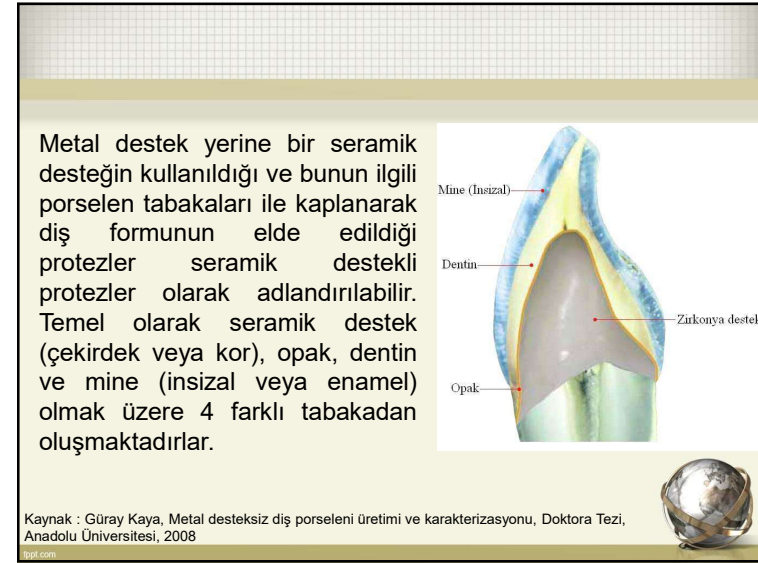 Metal destek yerine bir seramik
desteğin kullanıldığı ve bunun ilgili
porselen tabakaları ile kaplanarak
diş formunun elde edildiği
protezler seramik destekli
protezler olarak adlandırılabilir.
Temel olarak seramik destek
(çekirdek veya kor), opak, dentin
ve mine (insizal veya enamel)
olmak üzere 4 farklı tabakadan
oluşmaktadırlar.
Mine (İnsizal)
Dentin
Zirkonya destek
Opak
Kaynak : Güray Kaya, Metal desteksiz diş porseleni üretimi ve karakterizasyonu, Doktora Tezi,
Anadolu Üniversitesi, 2008
fppt.com